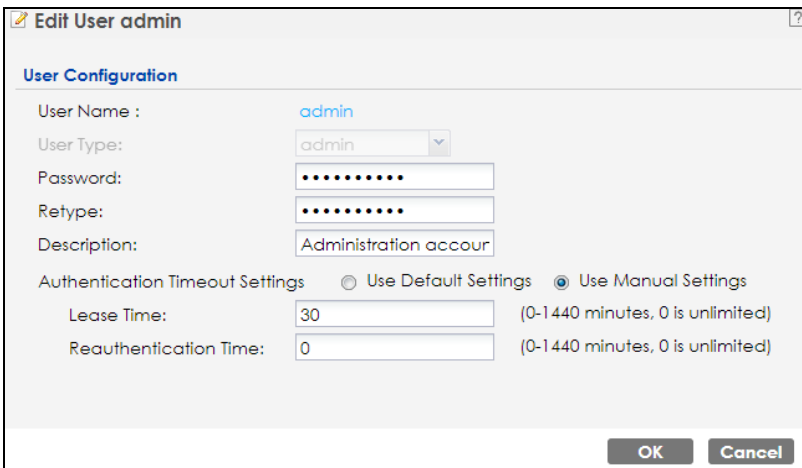 Edit User admin
?
User Configuration
User Name : admin
User Type: admin
Password: ••••••••••
Retype: ••••••••••
Description: Administration accour
Authentication Timeout Settings Use Default Settings Use Manual Settings
Lease Time: 30 (0-1440 minutes, 0 is unlimited)
Reauthentication Time: 0 (0-1440 minutes, 0 is unlimited)
OK Cancel